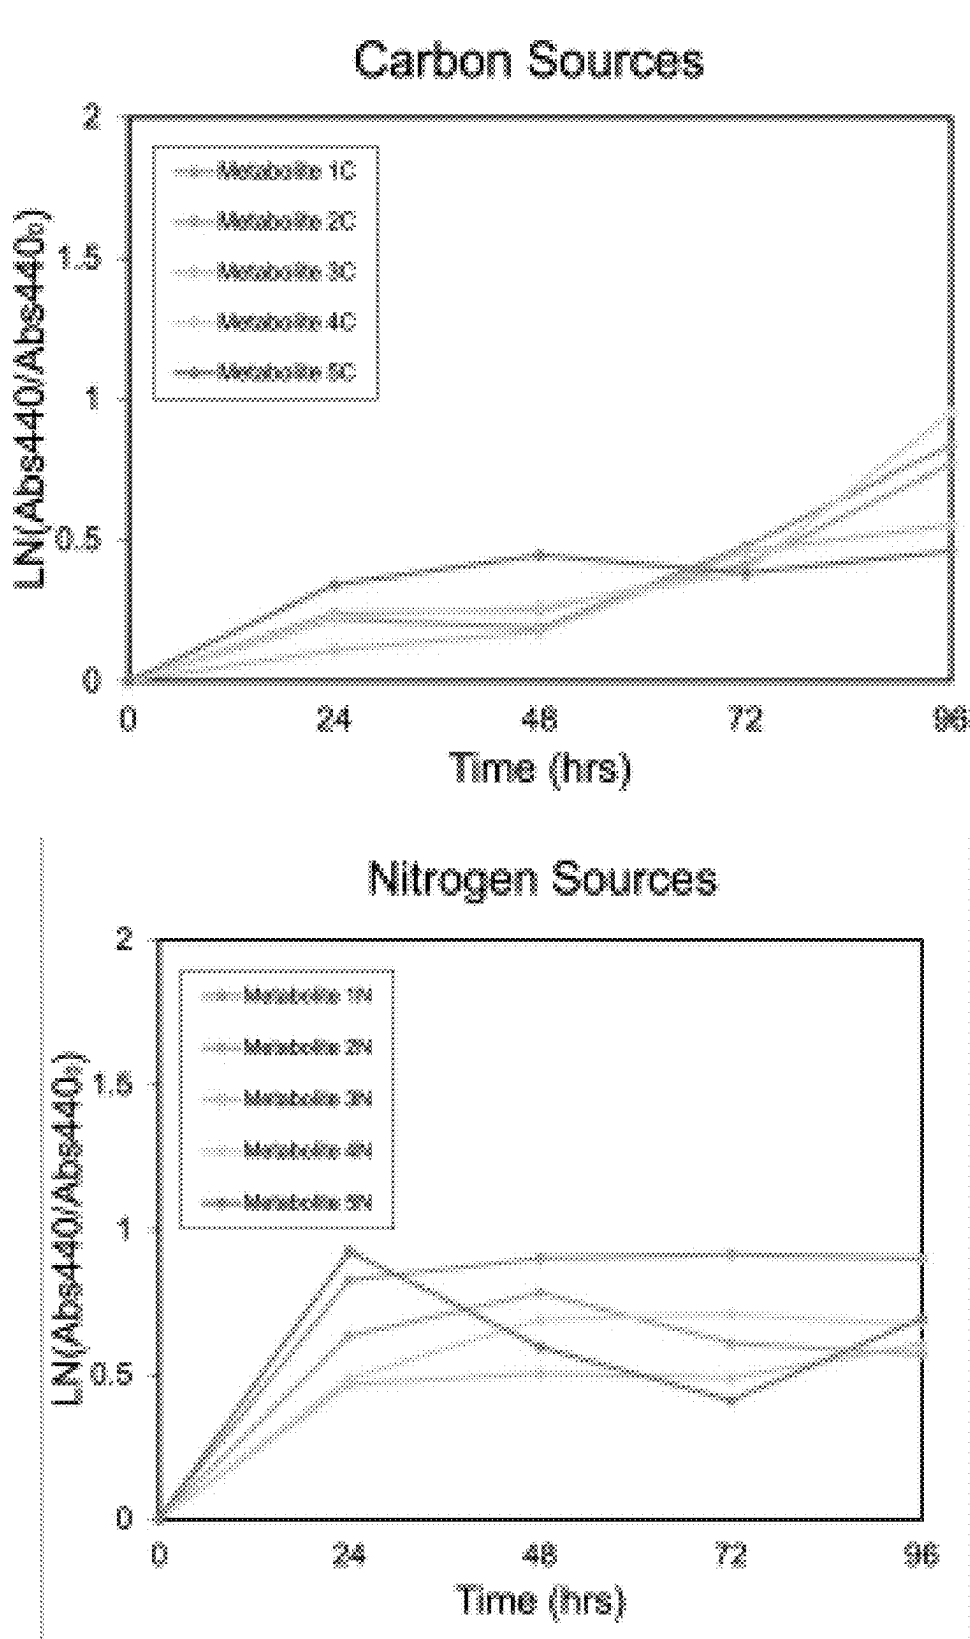 Carbon Sources
2
Metabolite 1C
Metabolite 2C
Metabolite 3C
Metabolite 4C
Metabolite 5C
1.5
1
0.5
0
LN(Abs440/Abs440₀)
0 24 48 72 96
Time (hrs)
Nitrogen Sources
2
Metabolite 1N
Metabolite 2N
Metabolite 3N
Metabolite 4N
Metabolite 5N
1.5
1
0.5
0
LN(Abs440/Abs440₀)
0 24 48 72 96
Time (hrs)